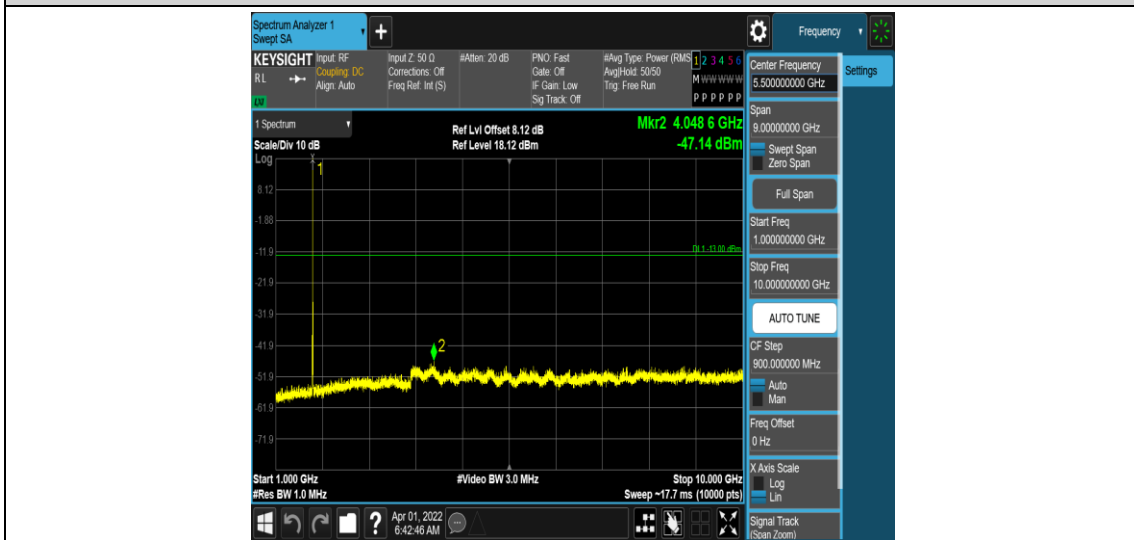 Spectrum Analyzer 1
Swept SA
+
Frequency
KEYSIGHT
RL
LXI
Input: RF
Coupling: DC
Align: Auto
Input Z: 50 Ω
Corrections: Off
Freq Ref: Int (S)
#Atten: 20 dB
PNO: Fast
Gate: Off
IF Gain: Low
Sig Track: Off
#Avg Type: Power (RMS
Avg|Hold: 50/50
Trig: Free Run
1 2 3 4 5 6
M W W W W W
P P P P P P
1 Spectrum
Scale/Div 10 dB
Log
Ref Lvl Offset 8.12 dB
Ref Level 18.12 dBm
Mkr2 4.048 6 GHz
-47.14 dBm
1
8.12
-1.88
-11.9
DL1 -13.00 dBm
-21.9
-31.9
-41.9
2
-51.9
-61.9
-71.9
Start 1.000 GHz
#Res BW 1.0 MHz
#Video BW 3.0 MHz
Stop 10.000 GHz
Sweep ~17.7 ms (10000 pts)
?
Apr 01, 2022
6:42:46 AM
Center Frequency
5.500000000 GHz
Settings
Span
9.00000000 GHz
Swept Span
Zero Span
Full Span
Start Freq
1.000000000 GHz
Stop Freq
10.000000000 GHz
AUTO TUNE
CF Step
900.000000 MHz
Auto
Man
Freq Offset
0 Hz
X Axis Scale
Log
Lin
Signal Track
(Span Zoom)